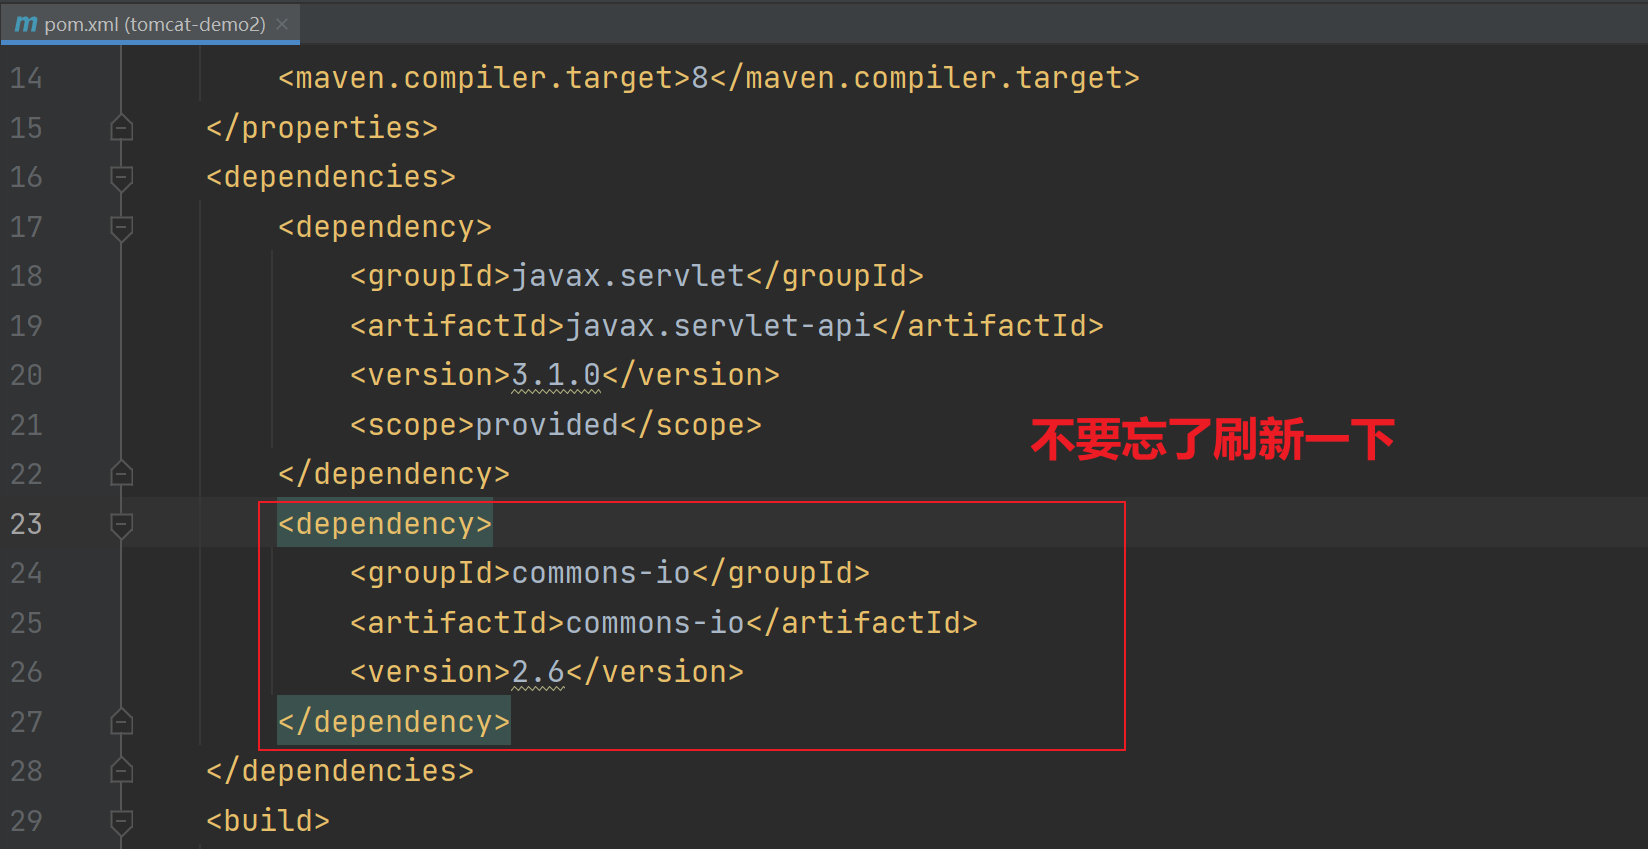 m pom.xml (tomcat-demo2) ×
14 <maven.compiler.target>8</maven.compiler.target>
15 </properties>
16 <dependencies>
17 <dependency>
18 <groupId>javax.servlet</groupId>
19 <artifactId>javax.servlet-api</artifactId>
20 <version>3.1.0</version>
21 <scope>provided</scope>
不要忘了刷新一下
22 </dependency>
23 <dependency>
24 <groupId>commons-io</groupId>
25 <artifactId>commons-io</artifactId>
26 <version>2.6</version>
27 </dependency>
28 </dependencies>
29 <build>